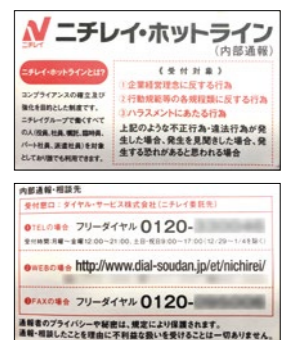 ニチレイ・ホットライン
ニチレイ
(内部通報)
ニチレイ・ホットラインとは?
コンプライアンスの確立及び
強化を目的とした制度です。
ニチレイグループで働くすべて
の人(役員、社員、嘱託、臨時員、
パート社員、派遣社員)を対象
としており誰でも利用できます。
《受付対象》
①企業経営理念に反する行為
②行動規範等の各規段類に反する行為
③ハラスメントにあたる行為
上記のような不正行為・違法行為が発
生した場合、発生を見聞きした場合、発
生する恐れがあると思われる場合
内部通報・相談先
受付窓口:ダイヤル・サービス株式会社(ニチレイ委託先)
❶TELの場合 フリーダイヤル 0120-
受付時間:月曜~金曜12:00~21:00、土日・祝日9:00~17:00(12/29~1/4を除く)
❷WEBの場合 http://www.dial-soudan.jp/et/nichirei/
❸FAXの場合 フリーダイヤル 0120-
通報者のプライバシーや秘密は、規定により保護されます。
通報・相談したことを理由に不利益な扱いを受けることは一切ありません。